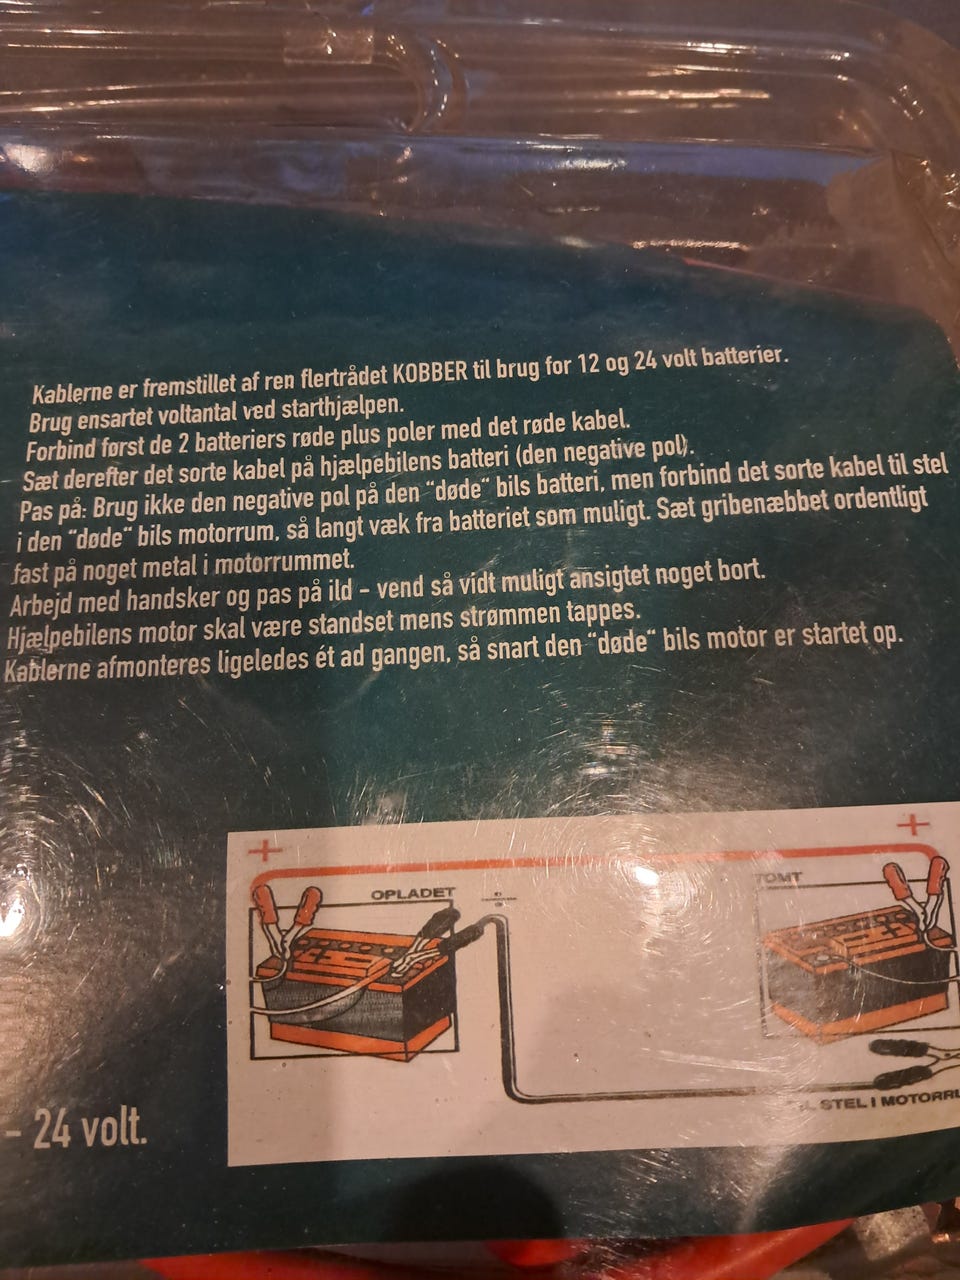 Kablerne er fremstillet af ren flertrådet KOBBER til brug for 12 og 24 volt batterier.
Brug ensartet voltantal ved starthjælpen.
Forbind først de 2 batteriers røde plus poler med det røde kabel.
Sæt derefter det sorte kabel på hjælpebilens batteri (den negative pol).
Pas på: Brug ikke den negative pol på den "døde" bils batteri, men forbind det sorte kabel til stel
i den "døde" bils motorrum, så langt væk fra batteriet som muligt. Sæt gribenæbbet ordentligt
fast på noget metal i motorrummet.
Arbejd med handsker og pas på ild - vend så vidt muligt ansigtet noget bort.
Hjælpebilens motor skal være standset mens strømmen tappes.
Kablerne afmonteres ligeledes ét ad gangen, så snart den "døde" bils motor er startet op.
+ +
OPLADET
TOMT
STEL I MOTORRU
- 24 volt.